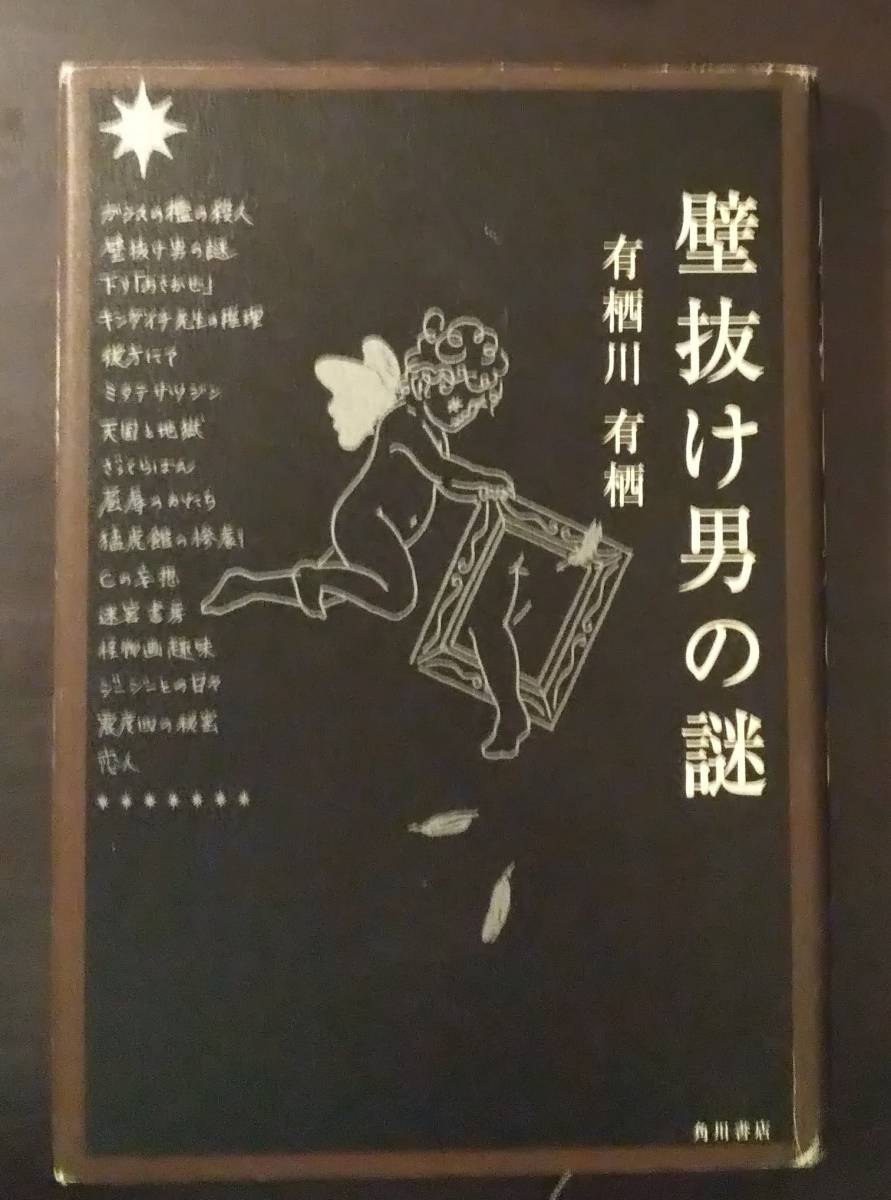 壁抜け男の謎
有栖川 有栖
ガラスの檻の殺人
壁抜け男の謎
下り「あさかぜ」
キンダイチ先生の推理
彼方にて
ミタテサツジン
天国と地獄
ざっくらばん
屈辱のかたち
猛虎館の惨劇
Cの妄想
迷宮書房
怪物画趣味
ジージーとの日々
震度四の秘密
恋人
角川書店